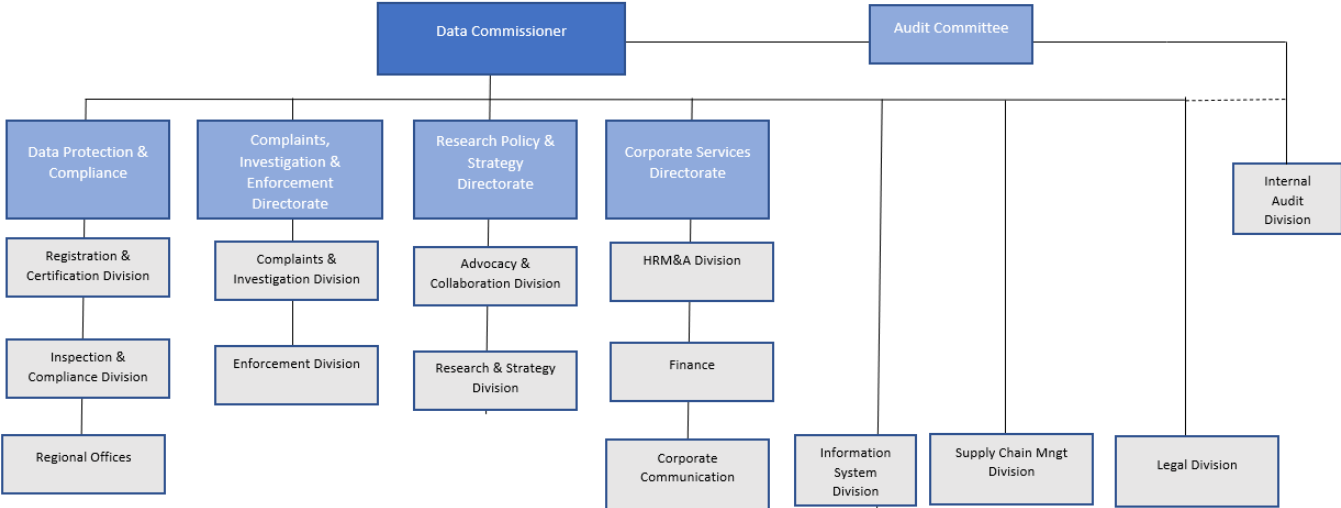 Data Commissioner
Audit Committee
Data Protection &
Compliance
Complaints,
Investigation &
Enforcement
Directorate
Research Policy &
Strategy
Directorate
Corporate Services
Directorate
Internal
Audit
Division
Registration &
Certification Division
Complaints &
Investigation Division
Advocacy &
Collaboration Division
HRM&A Division
Inspection &
Compliance Division
Enforcement Division
Research & Strategy
Division
Finance
Regional Offices
Corporate
Communication
Information
System
Division
Supply Chain Mngt
Division
Legal Division